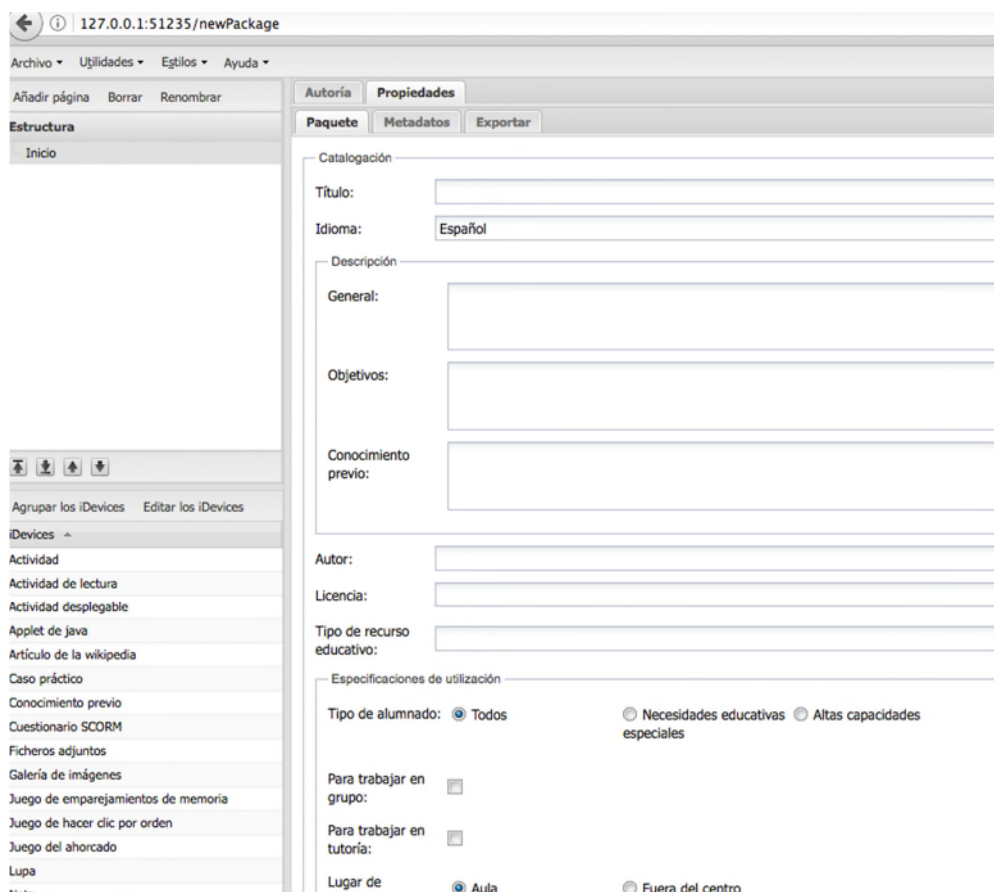 127.0.0.1:51235/newPackage
Archivo Utilidades Estilos Ayuda
Añadir página Borrar Renombrar
Estructura
Inicio
Agrupar los iDevices Editar los iDevices
iDevices
Actividad
Actividad de lectura
Actividad desplegable
Applet de java
Artículo de la wikipedia
Caso práctico
Conocimiento previo
Cuestionario SCORM
Ficheros adjuntos
Galería de imágenes
Juego de emparejamientos de memoria
Juego de hacer clic por orden
Juego del ahorcado
Lupa
Autoría Propiedades
Paquete Metadatos Exportar
Catalogación
Título:
Idioma: Español
Descripción
General:
Objetivos:
Conocimiento
previo:
Autor:
Licencia:
Tipo de recurso
educativo:
Especificaciones de utilización
Tipo de alumnado: Todos Necesidades educativas Altas capacidades
especiales
Para trabajar en
grupo:
Para trabajar en
tutoría:
Lugar de
Aula Fuera del centro